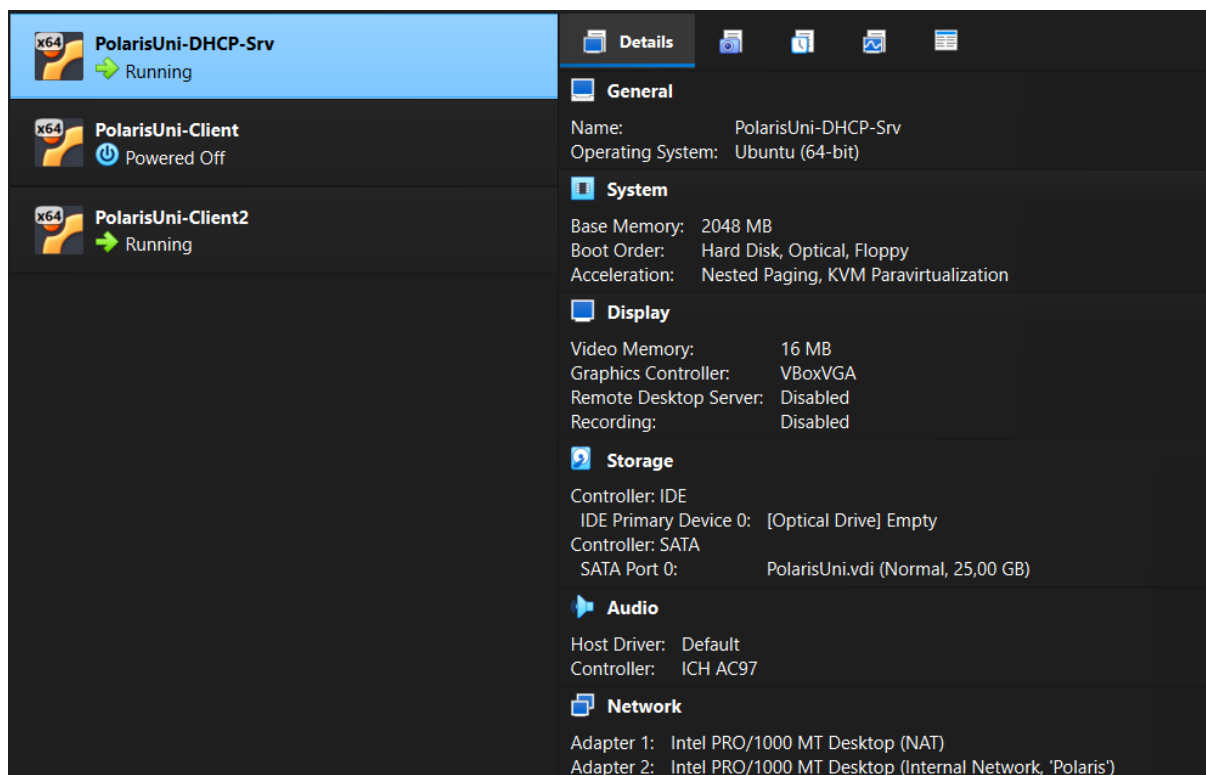 x64
PolarisUni-DHCP-Srv
Running
x64
PolarisUni-Client
Powered Off
x64
PolarisUni-Client2
Running
Details
General
Name: PolarisUni-DHCP-Srv
Operating System: Ubuntu (64-bit)
System
Base Memory: 2048 MB
Boot Order: Hard Disk, Optical, Floppy
Acceleration: Nested Paging, KVM Paravirtualization
Display
Video Memory: 16 MB
Graphics Controller: VBoxVGA
Remote Desktop Server: Disabled
Recording: Disabled
Storage
Controller: IDE
IDE Primary Device 0: [Optical Drive] Empty
Controller: SATA
SATA Port 0: PolarisUni.vdi (Normal, 25,00 GB)
Audio
Host Driver: Default
Controller: ICH AC97
Network
Adapter 1: Intel PRO/1000 MT Desktop (NAT)
Adapter 2: Intel PRO/1000 MT Desktop (Internal Network, 'Polaris')